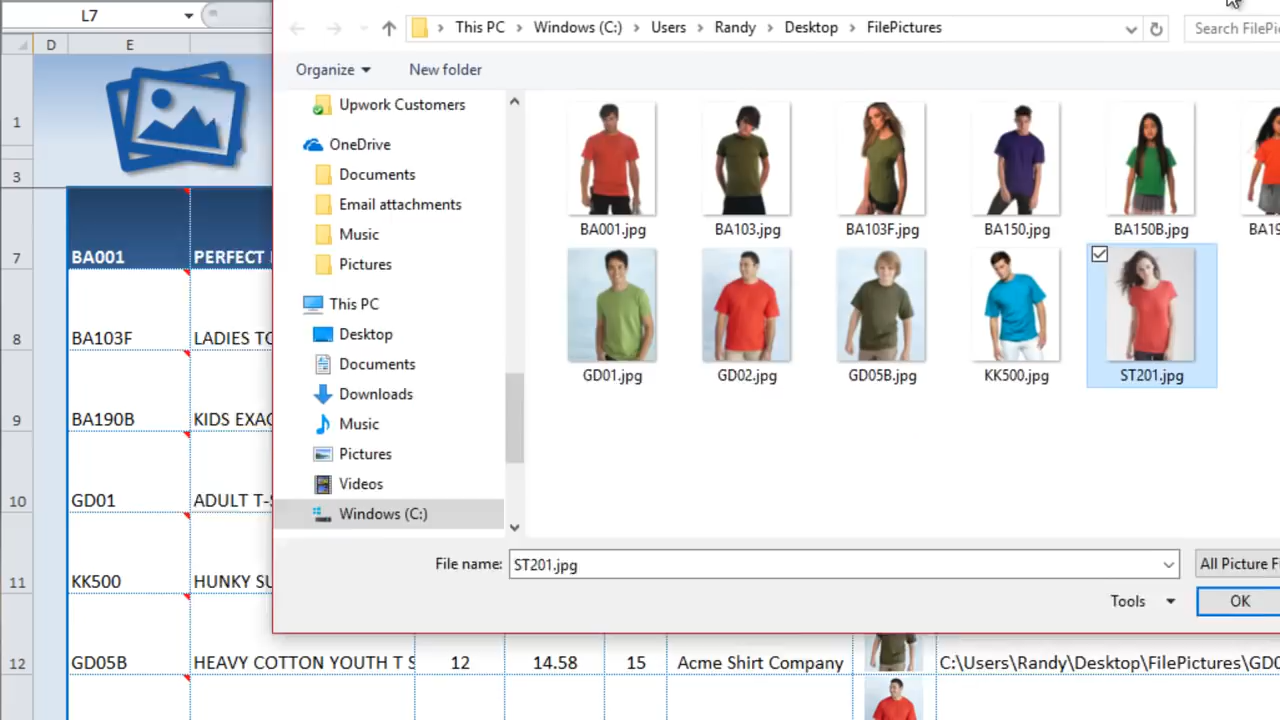 L7
This PC > Windows (C:) > Users > Randy > Desktop > FilePictures
Search FilePic
Organize
New folder
D
E
1
3
7
8
9
10
11
12
BA001
PERFECT
BA103F
LADIES TO
BA190B
KIDS EXAC
GD01
ADULT T-S
KK500
HUNKY SU
GD05B
HEAVY COTTON YOUTH T S
12
14.58
15
Acme Shirt Company
C:\Users\Randy\Desktop\FilePictures\GD0
Upwork Customers
OneDrive
Documents
Email attachments
Music
Pictures
This PC
Desktop
Documents
Downloads
Music
Pictures
Videos
Windows (C:)
BA001.jpg
BA103.jpg
BA103F.jpg
BA150.jpg
BA150B.jpg
BA19
GD01.jpg
GD02.jpg
GD05B.jpg
KK500.jpg
ST201.jpg
File name:
ST201.jpg
All Picture F
Tools
OK